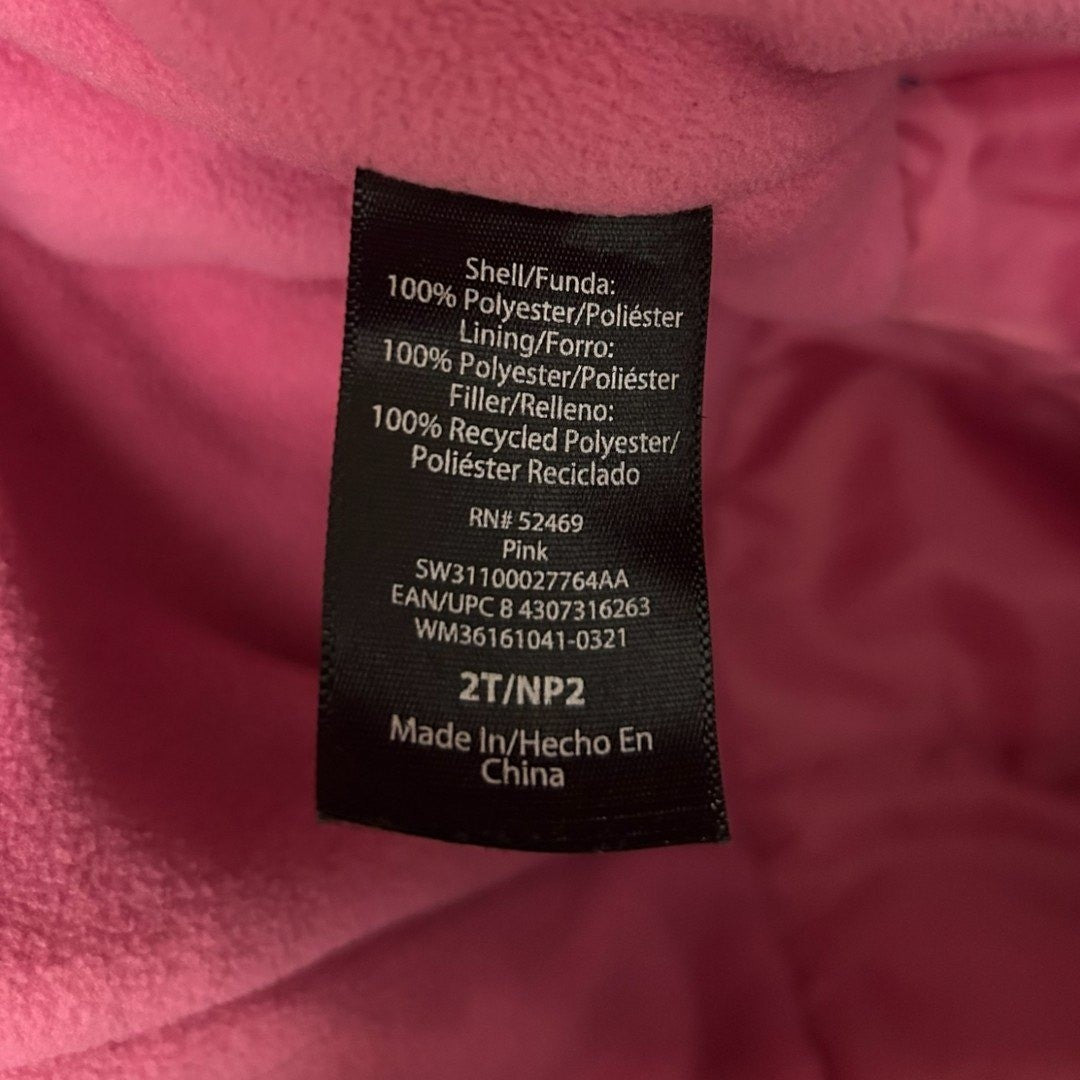 Shell/Funda:
100% Polyester/Poliéster
Lining/Forro:
100% Polyester/Poliéster
Filler/Relleno:
100% Recycled Polyester/
Poliéster Reciclado
RN# 52469
Pink
SW31100027764AA
EAN/UPC 8 4307316263
WM36161041-0321
2T/NP2
Made In/Hecho En
China